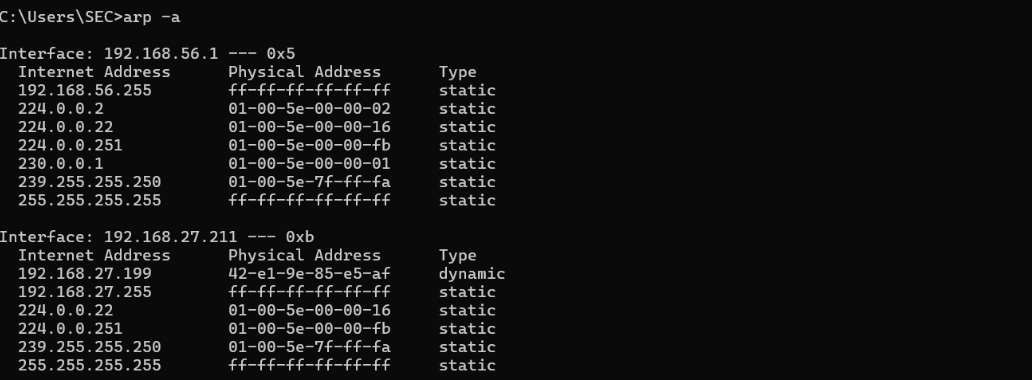 C:\Users\SEC>arp -a
Interface: 192.168.56.1 --- 0x5
  Internet Address      Physical Address      Type
  192.168.56.255        ff-ff-ff-ff-ff-ff     static
  224.0.0.2             01-00-5e-00-00-02     static
  224.0.0.22            01-00-5e-00-00-16     static
  224.0.0.251           01-00-5e-00-00-fb     static
  230.0.0.1             01-00-5e-00-00-01     static
  239.255.255.250       01-00-5e-7f-ff-fa     static
  255.255.255.255       ff-ff-ff-ff-ff-ff     static
Interface: 192.168.27.211 --- 0xb
  Internet Address      Physical Address      Type
  192.168.27.199        42-e1-9e-85-e5-af     dynamic
  192.168.27.255        ff-ff-ff-ff-ff-ff     static
  224.0.0.22            01-00-5e-00-00-16     static
  224.0.0.251           01-00-5e-00-00-fb     static
  239.255.255.250       01-00-5e-7f-ff-fa     static
  255.255.255.255       ff-ff-ff-ff-ff-ff     static